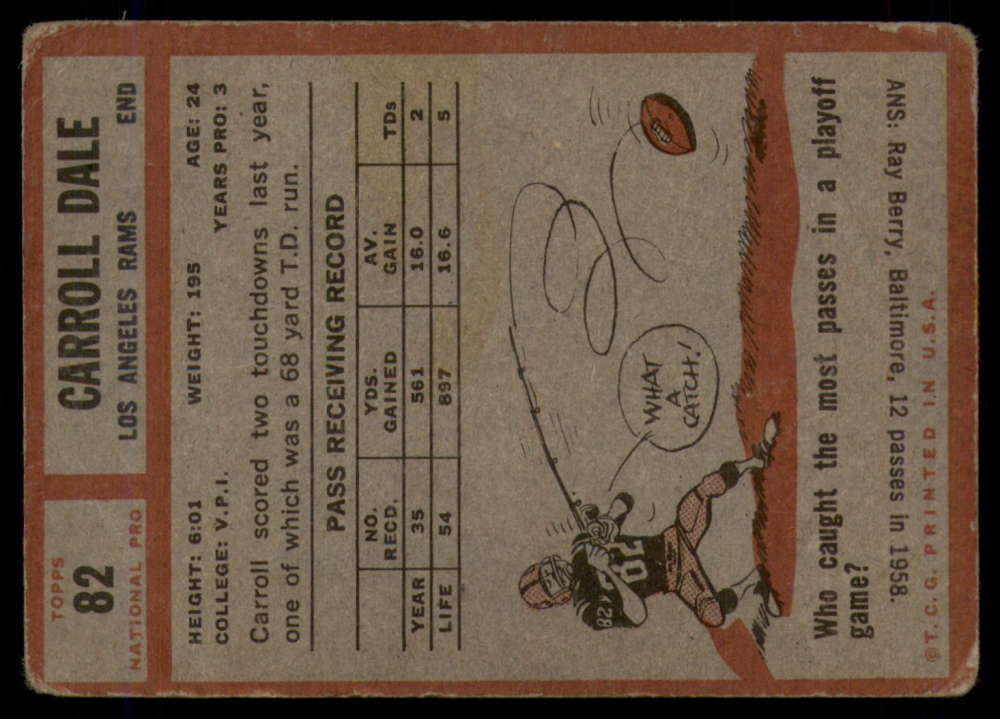 TOPPS
82
NATIONAL PRO
CARROLL DALE
LOS ANGELES RAMS END
HEIGHT: 6:01 WEIGHT: 195 AGE: 24
COLLEGE: V.P.I. YEARS PRO: 3
Carroll scored two touchdowns last year,
one of which was a 68 yard T.D. run.
PASS RECEIVING RECORD
NO. RECD. YDS. GAINED AV. GAIN TDs
YEAR 35 561 16.0 2
LIFE 54 897 16.6 5
WHAT
A
CATCH!
82
82
Who caught the most passes in a playoff
game?
ANS: Ray Berry, Baltimore, 12 passes in 1958.
©T. C. G. PRINTED IN U.S.A.